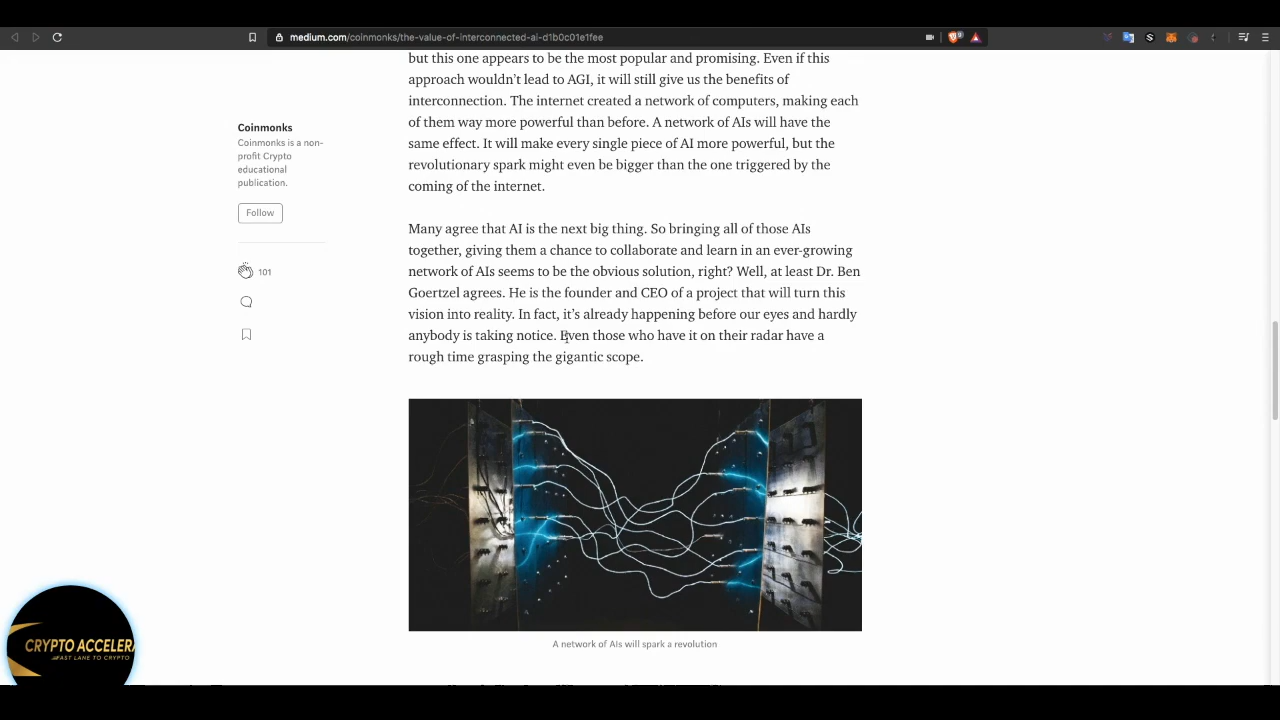 medium.com/coinmonks/the-value-of-interconnected-ai-d1b0c01e1fee
but this one appears to be the most popular and promising. Even if this
approach wouldn't lead to AGI, it will still give us the benefits of
interconnection. The internet created a network of computers, making each
of them way more powerful than before. A network of AIs will have the
same effect. It will make every single piece of AI more powerful, but the
revolutionary spark might even be bigger than the one triggered by the
coming of the internet.
Coinmonks
Coinmonks is a non-
profit Crypto
educational
publication.
Follow
101
Many agree that AI is the next big thing. So bringing all of those AIs
together, giving them a chance to collaborate and learn in an ever-growing
network of AIs seems to be the obvious solution, right? Well, at least Dr. Ben
Goertzel agrees. He is the founder and CEO of a project that will turn this
vision into reality. In fact, it's already happening before our eyes and hardly
anybody is taking notice. Even those who have it on their radar have a
rough time grasping the gigantic scope.
A network of AIs will spark a revolution
CRYPTO ACCELERA
FAST LANE TO CRYPTO